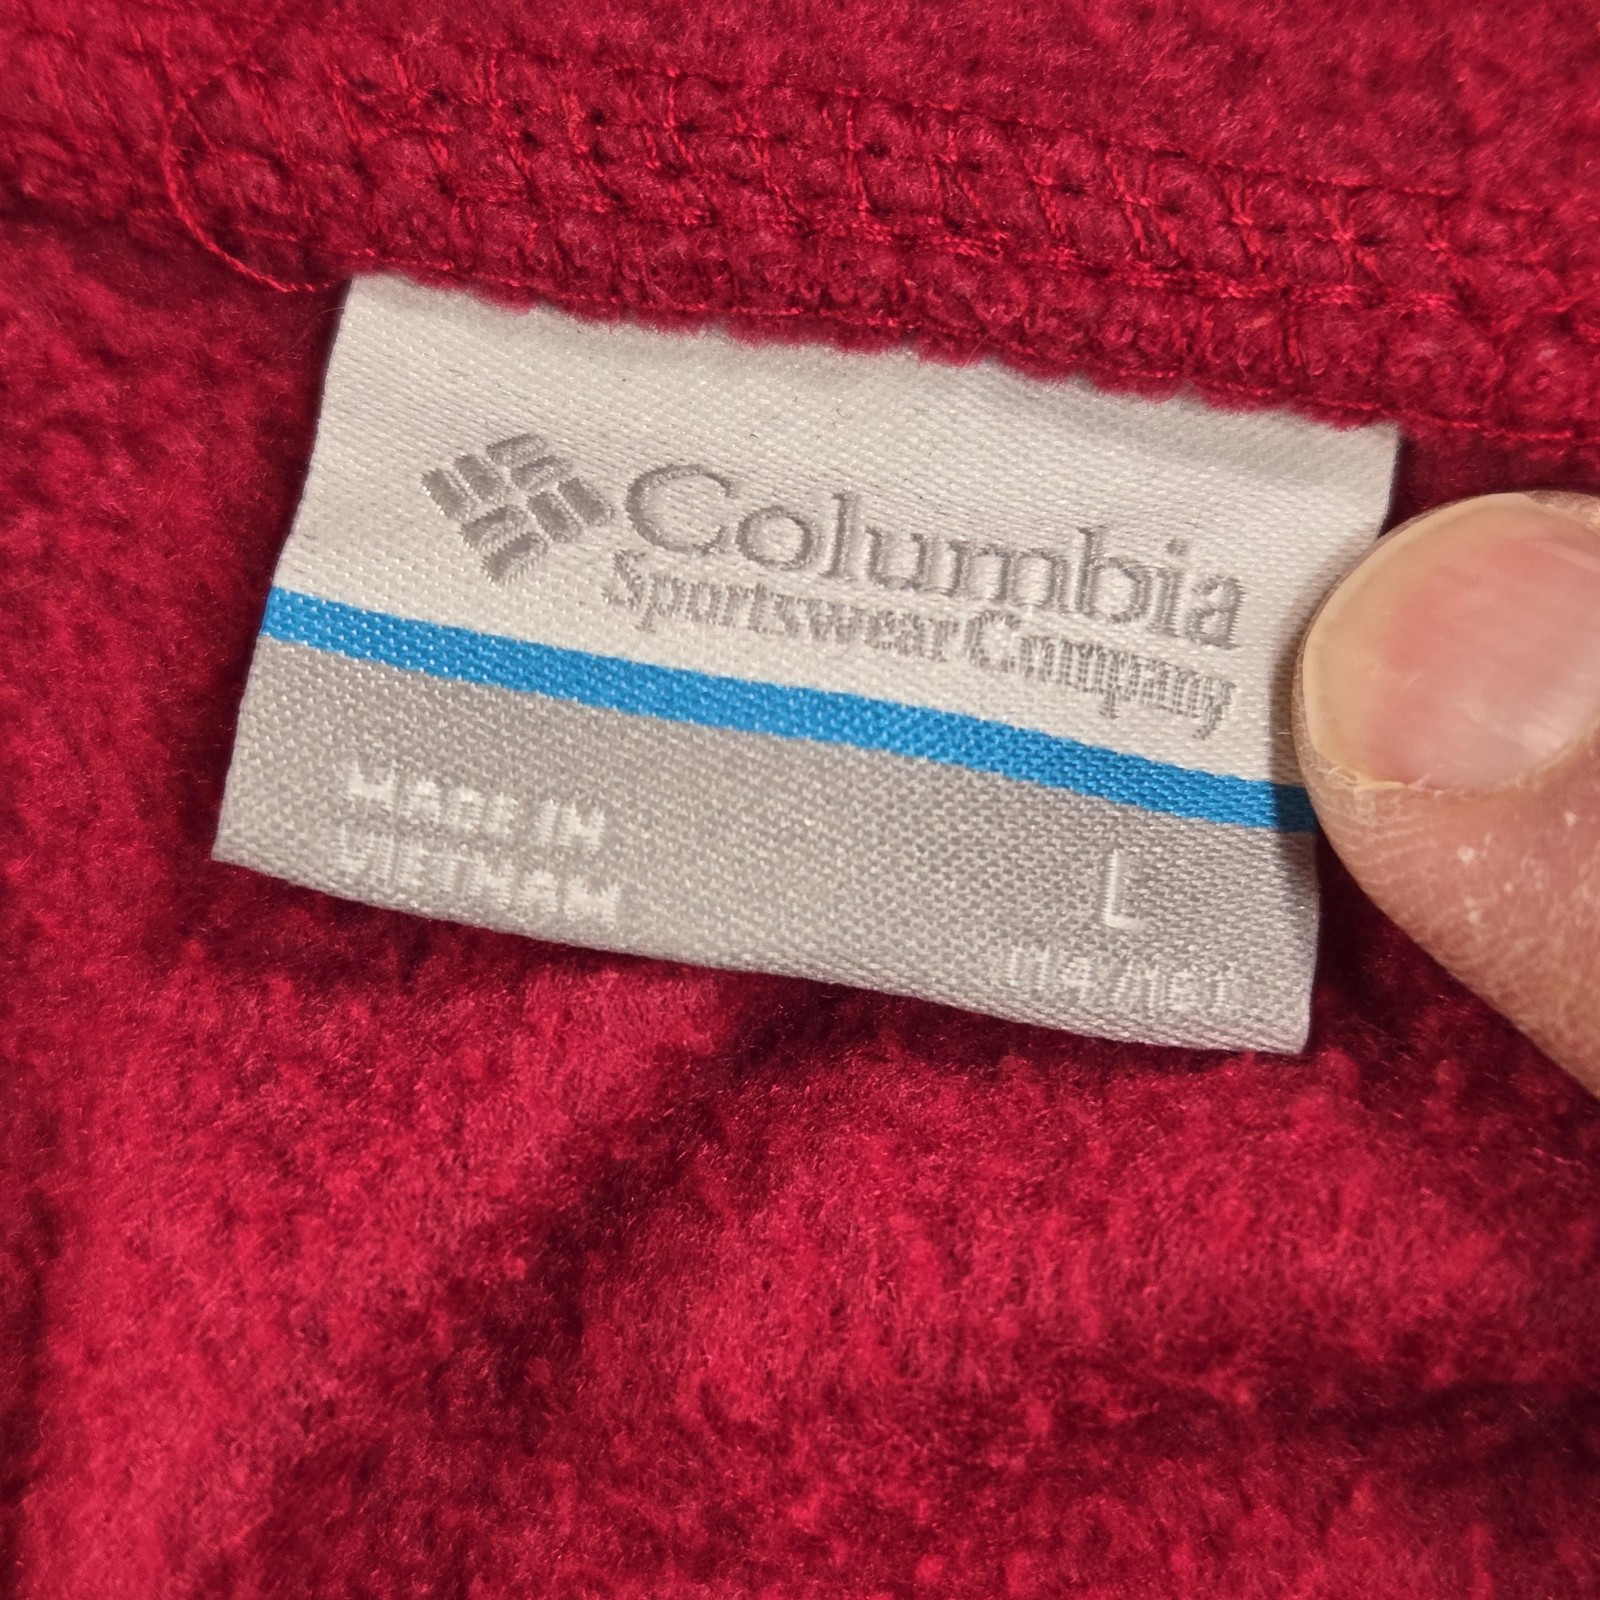 Columbia
Sportswear Company
MADE IN
VIETNAM
L